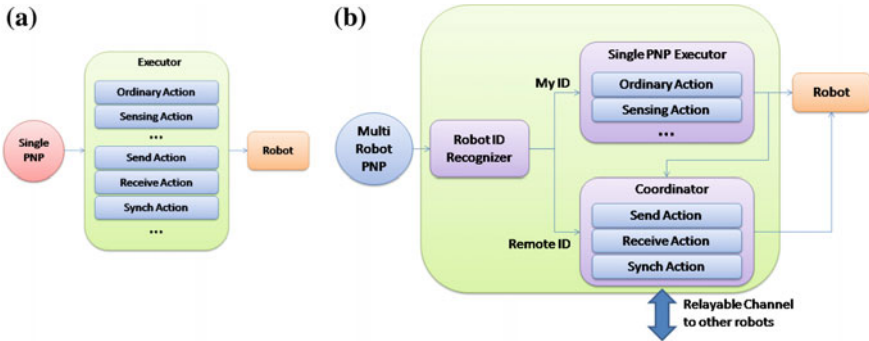 (a)
Executor
Ordinary Action
Sensing Action
...
Send Action
Receive Action
Synch Action
...
Single
PNP
Robot
(b)
Multi
Robot
PNP
Robot ID
Recognizer
My ID
Remote ID
Single PNP Executor
Ordinary Action
Sensing Action
...
Coordinator
Send Action
Receive Action
Synch Action
Robot
Relayable Channel
to other robots